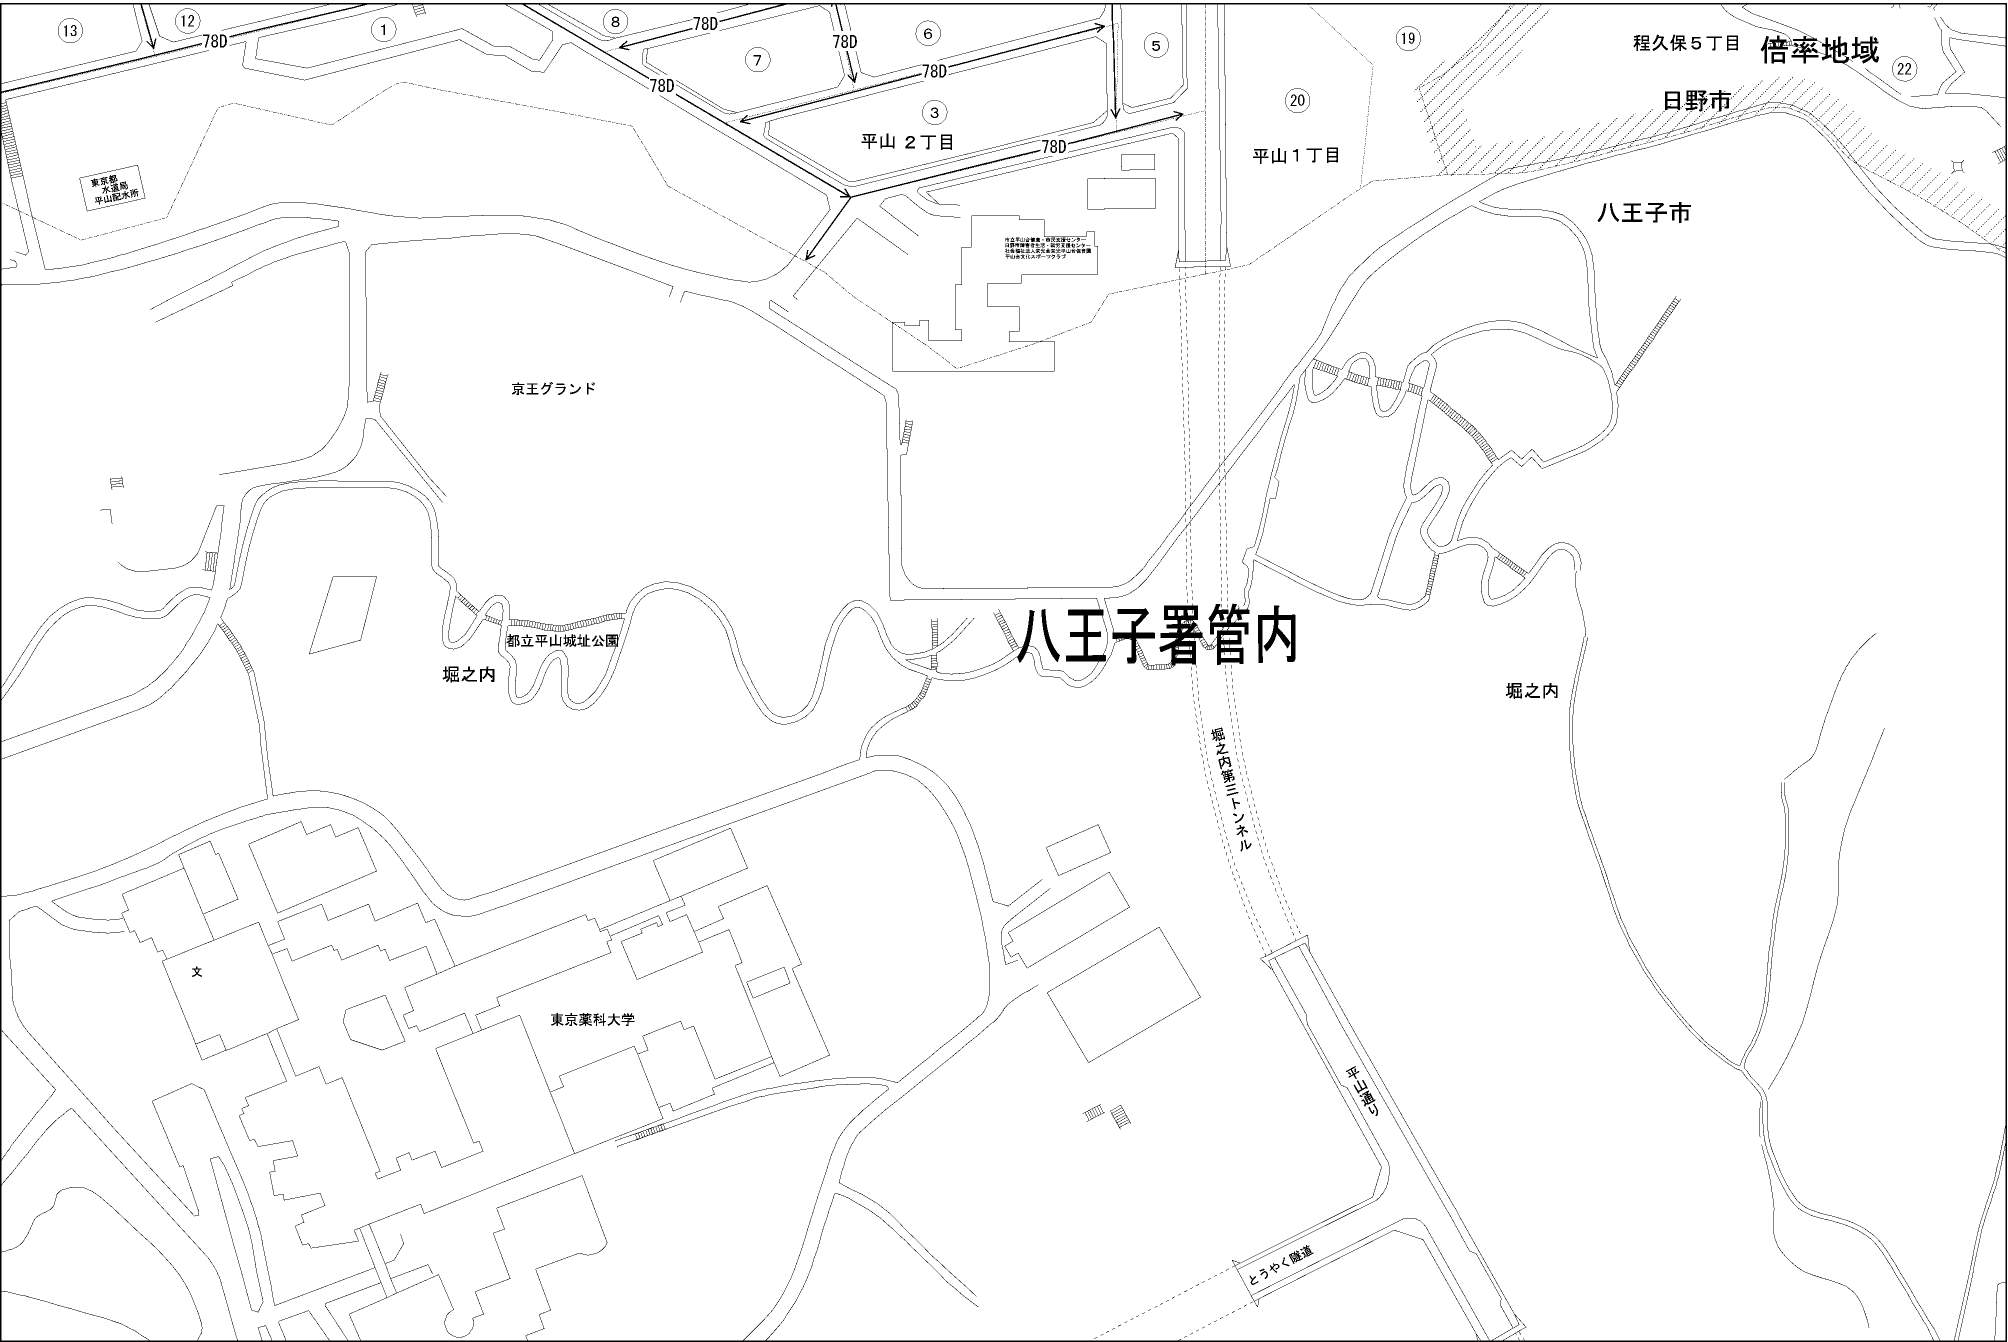 13
12
78D
1
8
78D
78D
6
5
19
程久保5丁目
倍率地域
22
7
78D
78D
20
日野市
3
平山 2丁目
78D
平山1丁目
東京都
水道局
平山配水所
八王子市
京王グランド
都立平山城址公園
八王子署管内
堀之内
堀之内
堀之内第三トンネル
文
東京薬科大学
平山通り
とうやく隧道